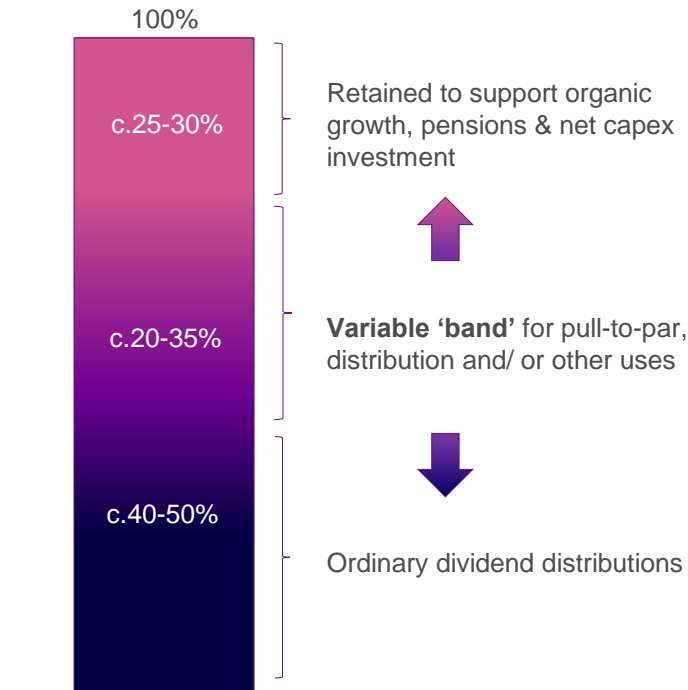 100%
c.25-30%
Retained to support organic
growth, pensions & net capex
investment
c.20-35%
Variable ‘band’ for pull-to-par,
distribution and/ or other uses
c.40-50%
Ordinary dividend distributions